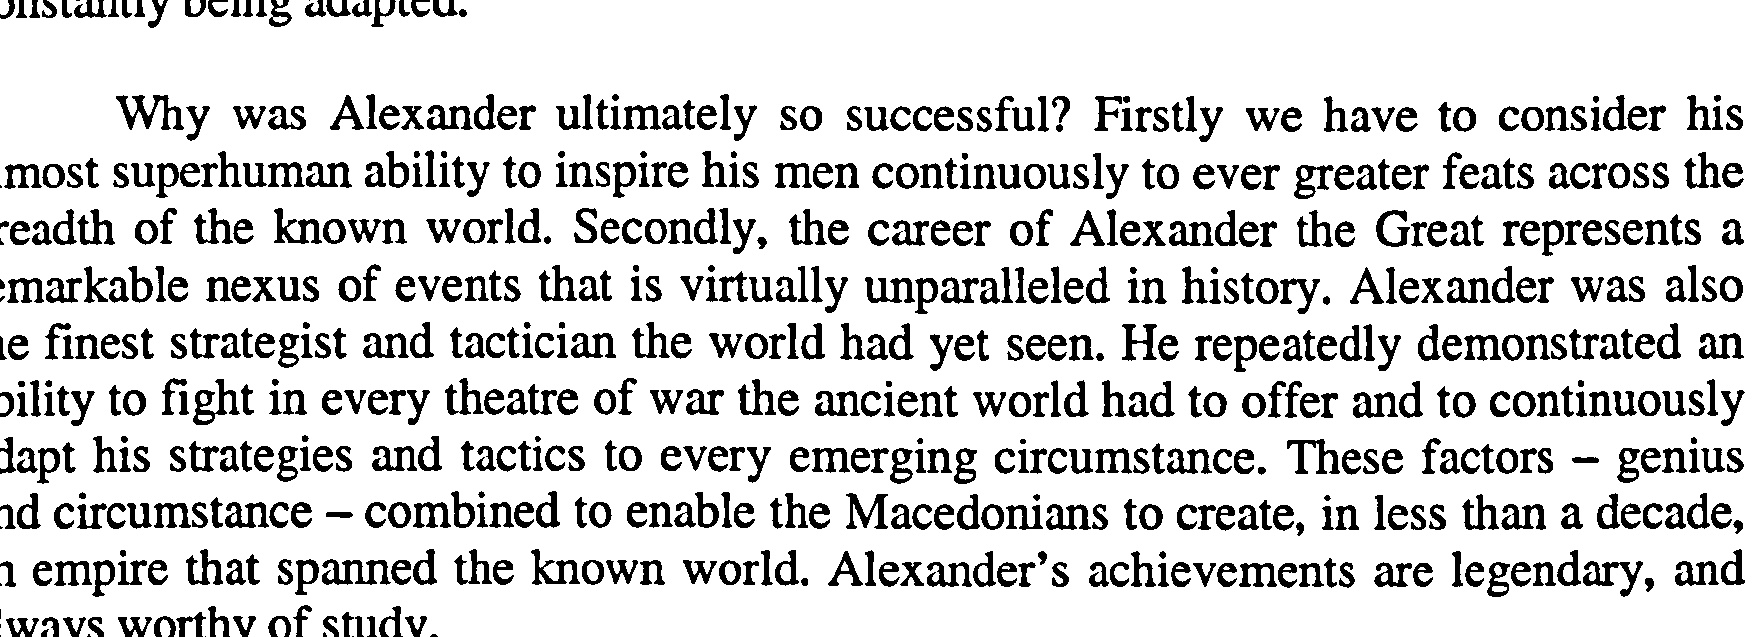 onstantly being adapted.
Why was Alexander ultimately so successful? Firstly we have to consider his
most superhuman ability to inspire his men continuously to ever greater feats across the
readth of the known world. Secondly, the career of Alexander the Great represents a
emarkable nexus of events that is virtually unparalleled in history. Alexander was also
e finest strategist and tactician the world had yet seen. He repeatedly demonstrated an
bility to fight in every theatre of war the ancient world had to offer and to continuously
dapt his strategies and tactics to every emerging circumstance. These factors – genius
nd circumstance – combined to enable the Macedonians to create, in less than a decade,
n empire that spanned the known world. Alexander's achievements are legendary, and
lways worthy of study.